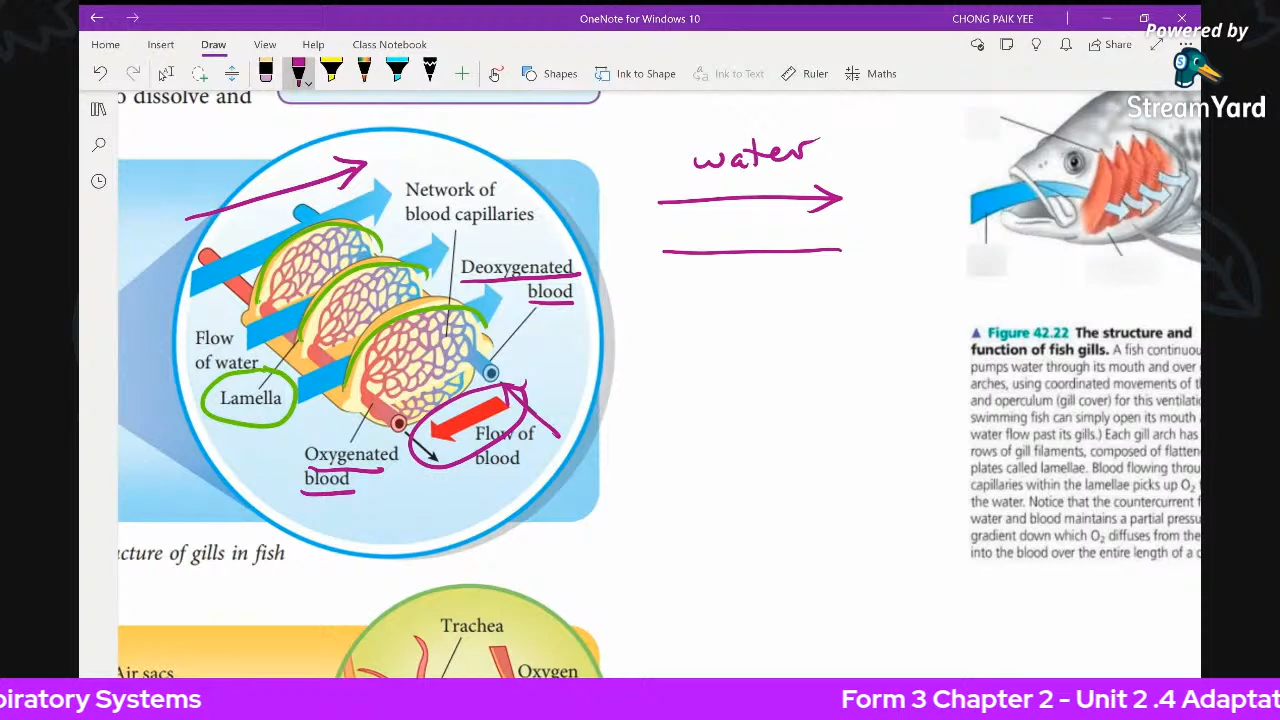 OneNote for Windows 10
CHONG PAIK YEE
Powered by
StreamYard
Home Insert Draw View Help Class Notebook
Share
Shapes Ink to Shape Ink to Text Ruler Maths
o dissolve and
water
Network of
blood capillaries
Deoxygenated
blood
Flow
of water
Lamella
Flow of
blood
Oxygenated
blood
cture of gills in fish
▲ Figure 42.22 The structure and
function of fish gills. A fish continuou
pumps water through its mouth and over
arches, using coordinated movements of t
and operculum (gill cover) for this ventilati
swimming fish can simply open its mouth
water flow past its gills.) Each gill arch has
rows of gill filaments, composed of flatten
plates called lamellae. Blood flowing throu
capillaries within the lamellae picks up O2
the water. Notice that the countercurrent f
water and blood maintains a partial pressu
gradient down which O2 diffuses from the
into the blood over the entire length of a c
Trachea
Air sacs
Oxygen
piratory Systems
Form 3 Chapter 2 - Unit 2 .4 Adaptat